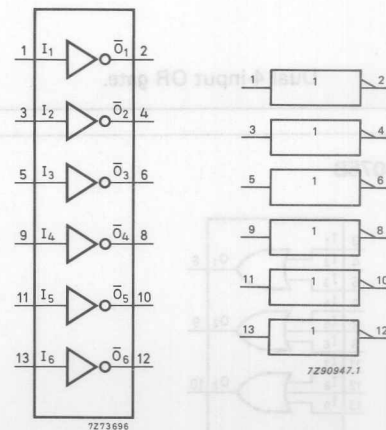 1 I1 Ō1 2
3 I2 Ō2 4
5 I3 Ō3 6
9 I4 Ō4 8
11 I5 Ō5 10
13 I6 Ō6 12
7Z73696
1 1 2
3 1 4
5 1 6
9 1 8
11 1 10
13 1 12
7Z90947.1
Dual 4-input OR gate.